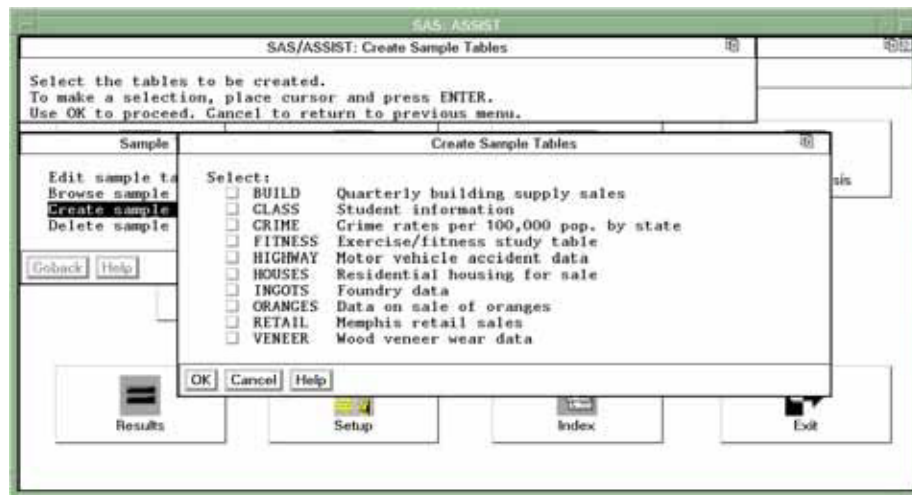 SAS: ASSIST
SAS/ASSIST: Create Sample Tables
Select the tables to be created.
To make a selection, place cursor and press ENTER.
Use OK to proceed. Cancel to return to previous menu.
Sample
Edit sample ta
Browse sample
Create sample
Delete sample
Goback Help
Create Sample Tables
Select:
BUILD Quarterly building supply sales
CLASS Student information
CRIME Crime rates per 100,000 pop. by state
FITNESS Exercise/fitness study table
HIGHWAY Motor vehicle accident data
HOUSES Residential housing for sale
INGOTS Foundry data
ORANGES Data on sale of oranges
RETAIL Memphis retail sales
VENEER Wood veneer wear data
OK Cancel Help
sis
Results
Setup
Index
Exit